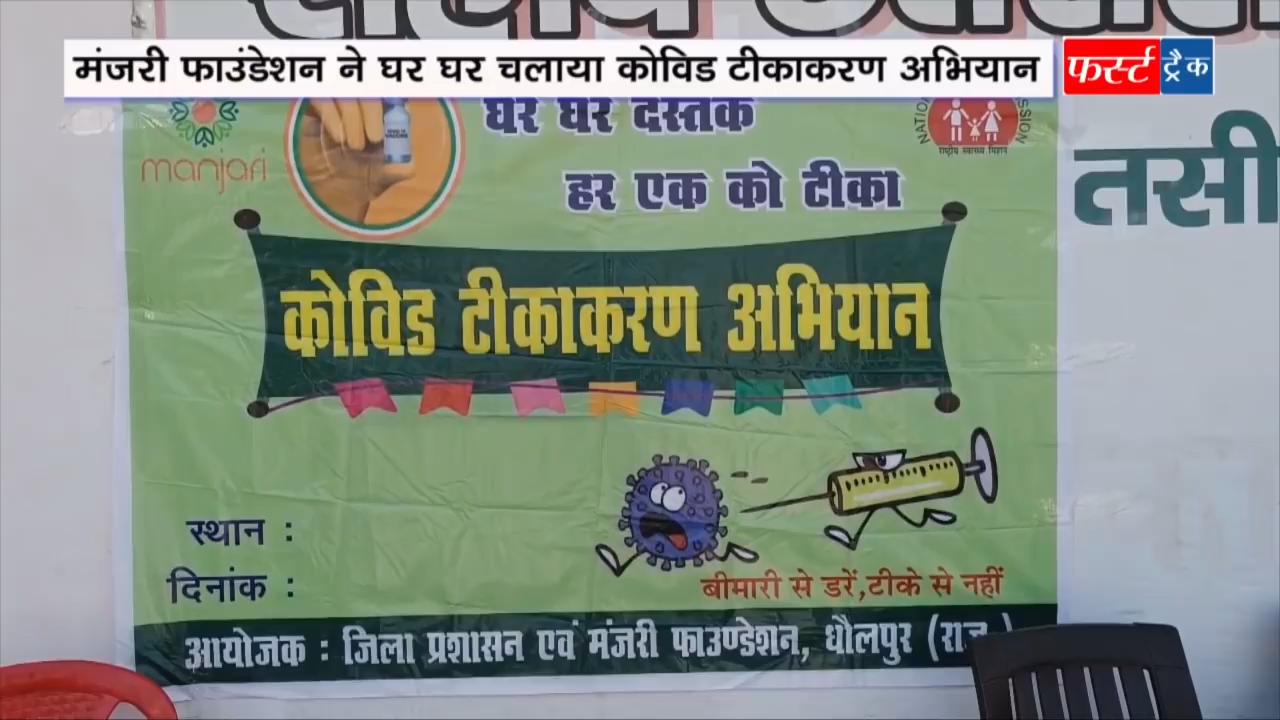 मंजरी फाउंडेशन ने घर घर चलाया कोविड टीकाकरण अभियान
फर्स्ट ट्रैक
manjari
घर घर दस्तक
राष्ट्रीय स्वास्थ्य मिशन
हर एक को टीका
तसी
कोविड टीकाकरण अभियान
स्थान :
दिनांक :
बीमारी से डरें,टीके से नहीं
आयोजक : जिला प्रशासन एवं मंजरी फाउण्डेशन, धौलपुर